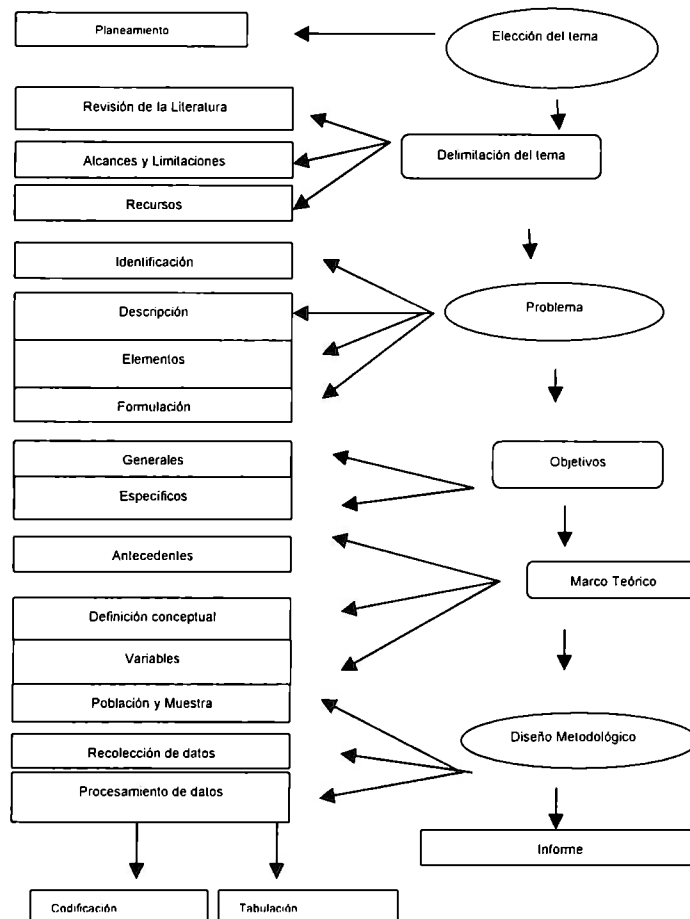 Planeamiento
Elección del tema
Revisión de la Literatura
Alcances y Limitaciones
Delimitación del tema
Recursos
Identificación
Descripción
Problema
Elementos
Formulación
Generales
Objetivos
Específicos
Antecedentes
Marco Teórico
Definición conceptual
Variables
Población y Muestra
Diseño Metodológico
Recolección de datos
Procesamiento de datos
Informe
Codificación
Tabulación